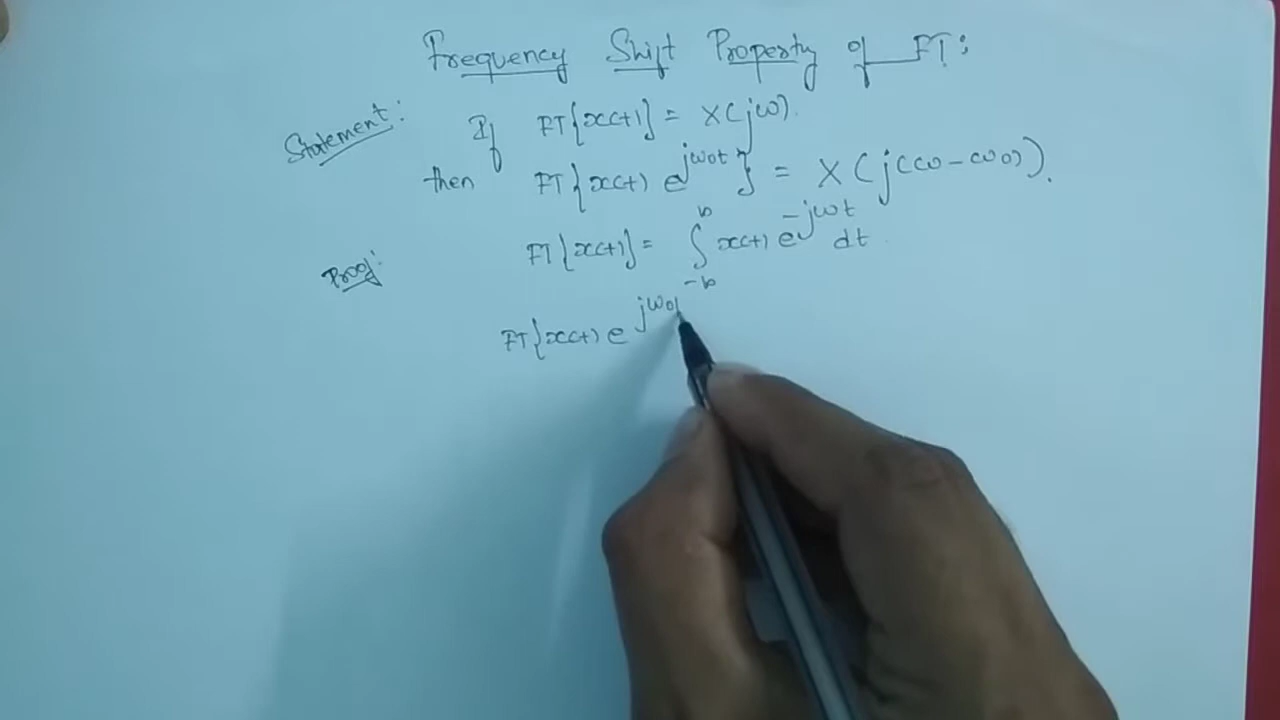 Frequency Shift Property of FT:
Statement: If FT{x(t)} = X(jω).
then FT{x(t) e^jω0t} = X(j(ω-ω0)).
Proof: FT{x(t)} = ∫_-∞^∞ x(t) e^-jωt dt
FT{x(t) e^jω0